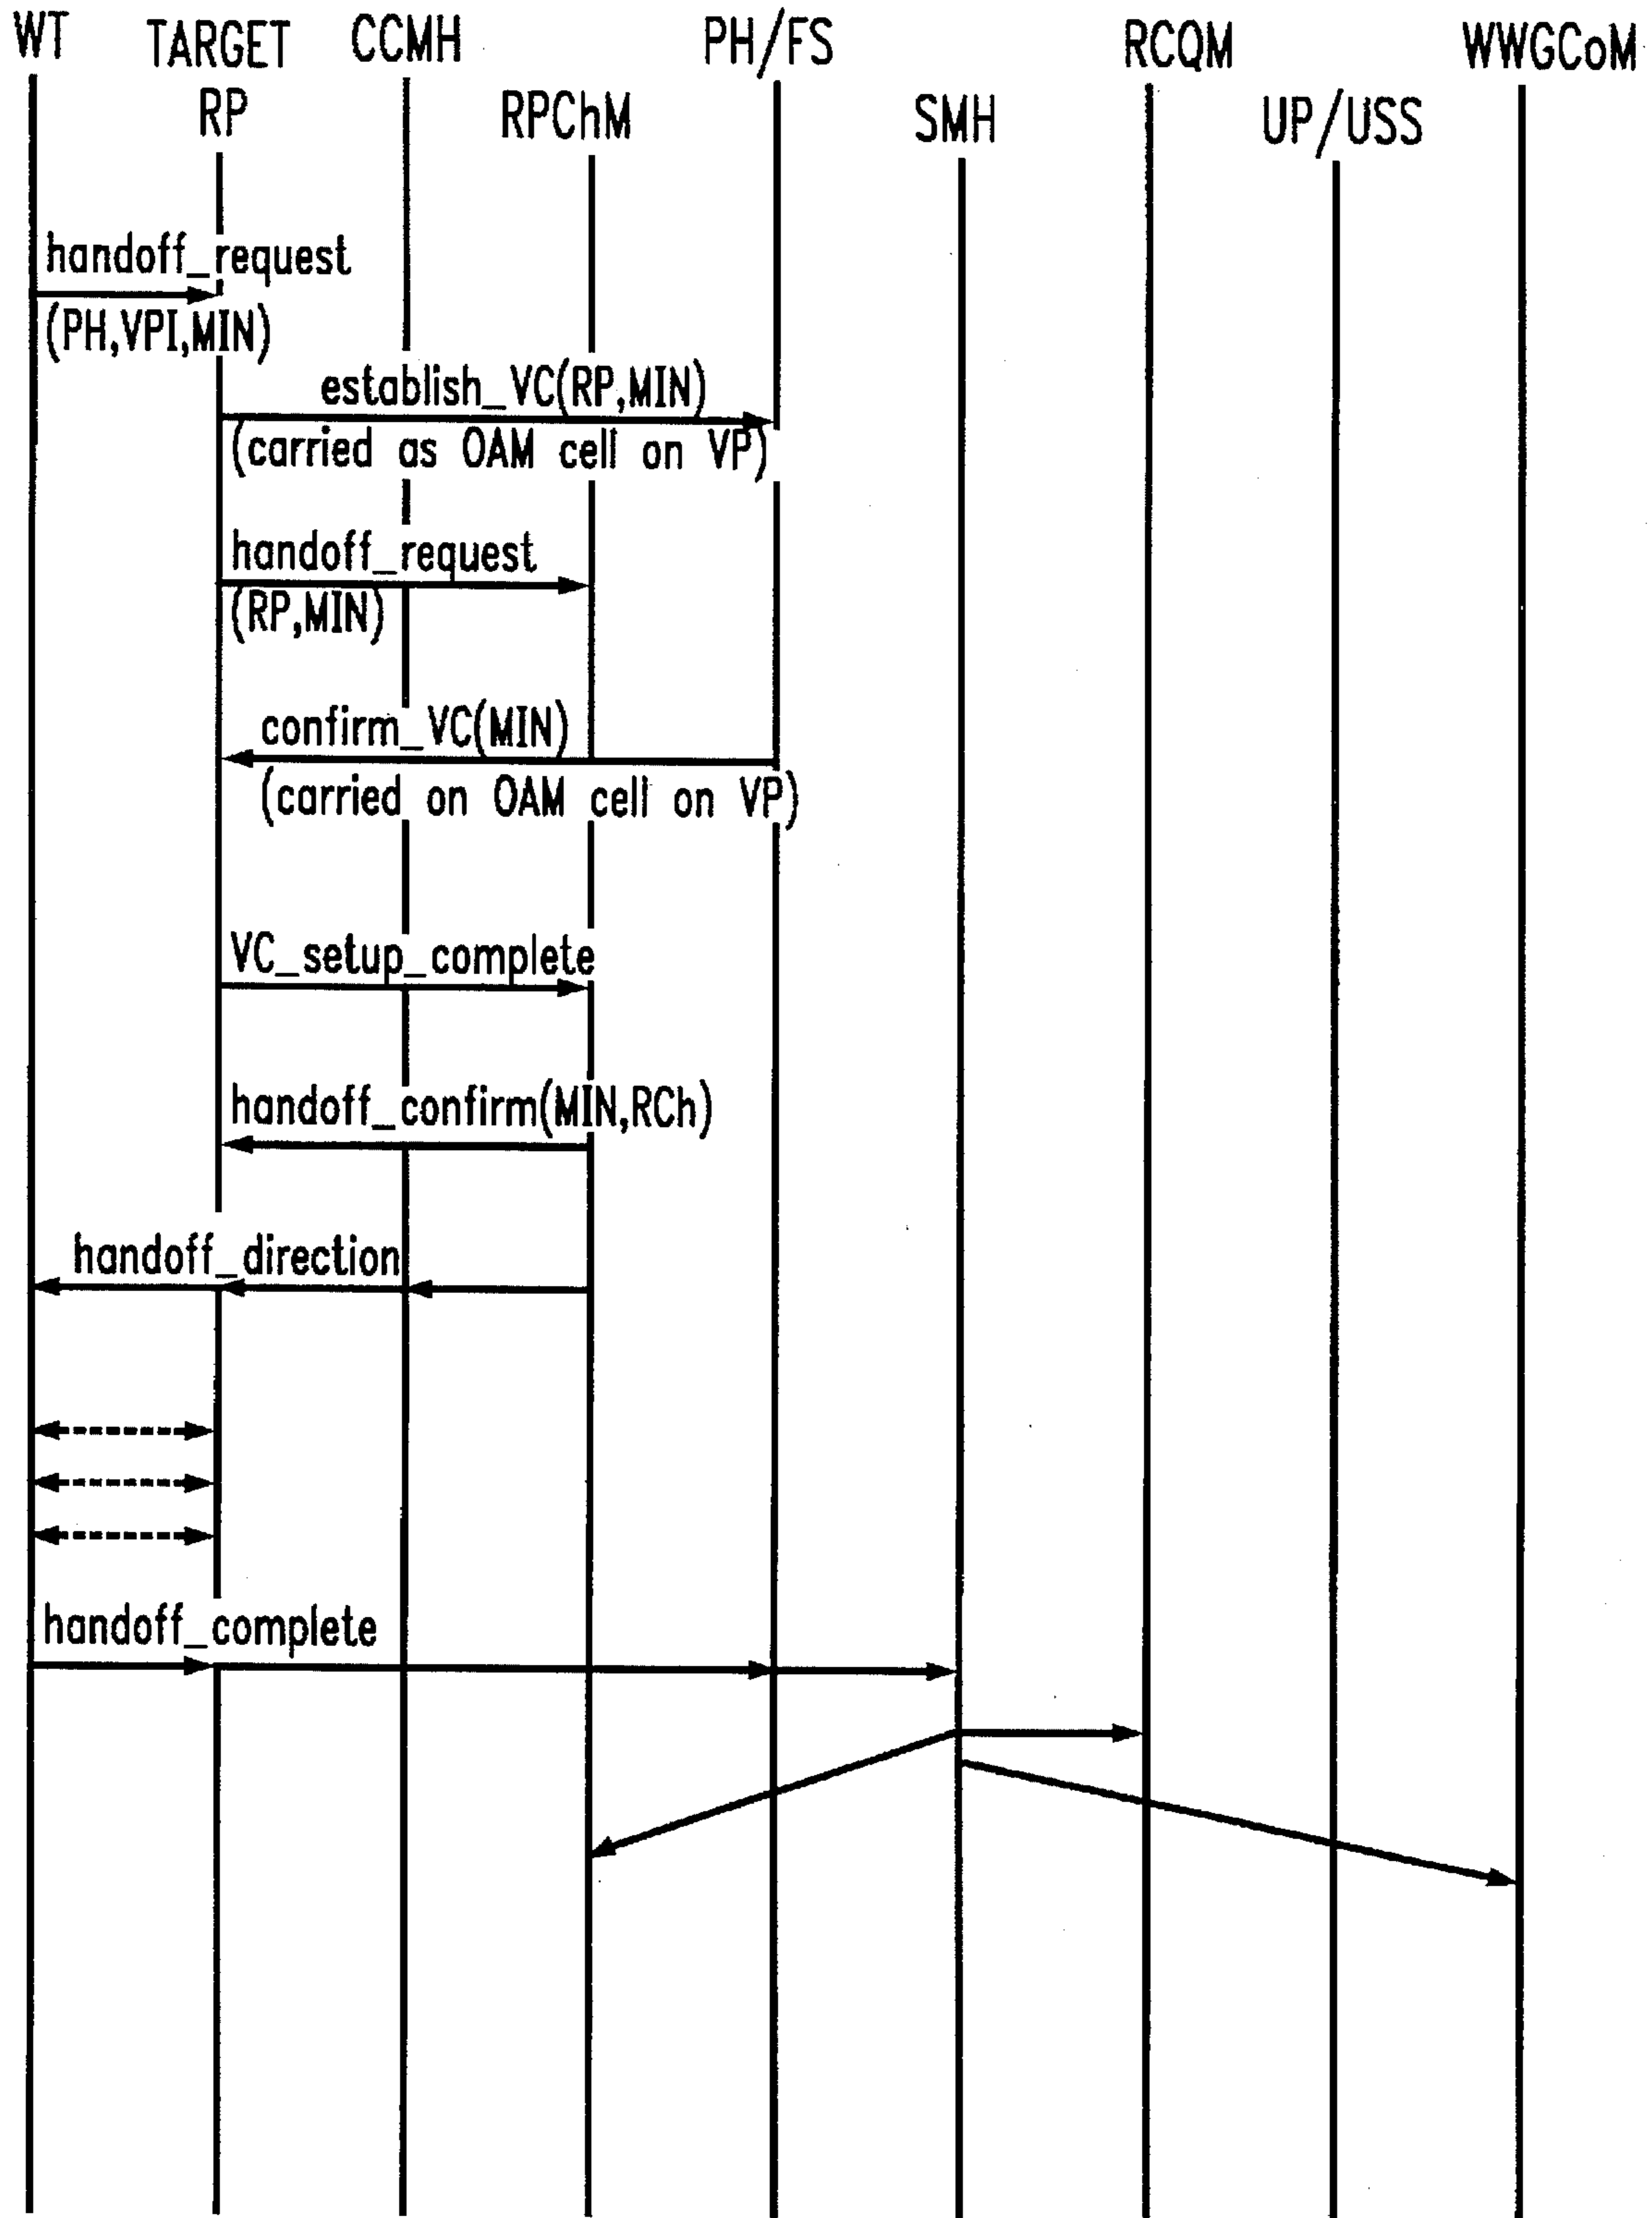 WT TARGET RP CCMH RPChM PH/FS SMH RCQM UP/USS WWGCoM
handoff_request
(PH,VPI,MIN)
establish_VC(RP,MIN)
(carried as OAM cell on VP)
handoff_request
(RP,MIN)
confirm_VC(MIN)
(carried on OAM cell on VP)
VC_setup_complete
handoff_confirm(MIN,RCh)
handoff_direction
handoff_complete